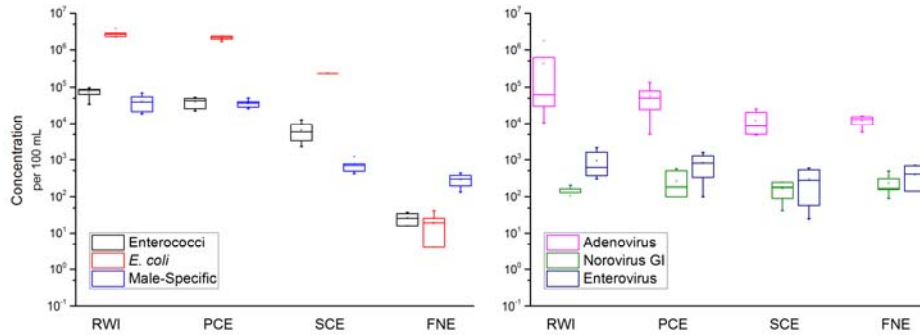 10⁷
10⁶
10⁵
10⁴
10³
10²
10¹
10⁰
10⁻¹
Concentration
per 100 mL
Enterococci
E. coli
Male-Specific
RWI PCE SCE FNE
10⁷
10⁶
10⁵
10⁴
10³
10²
10¹
10⁰
10⁻¹
Adenovirus
Norovirus GI
Enterovirus
RWI PCE SCE FNE